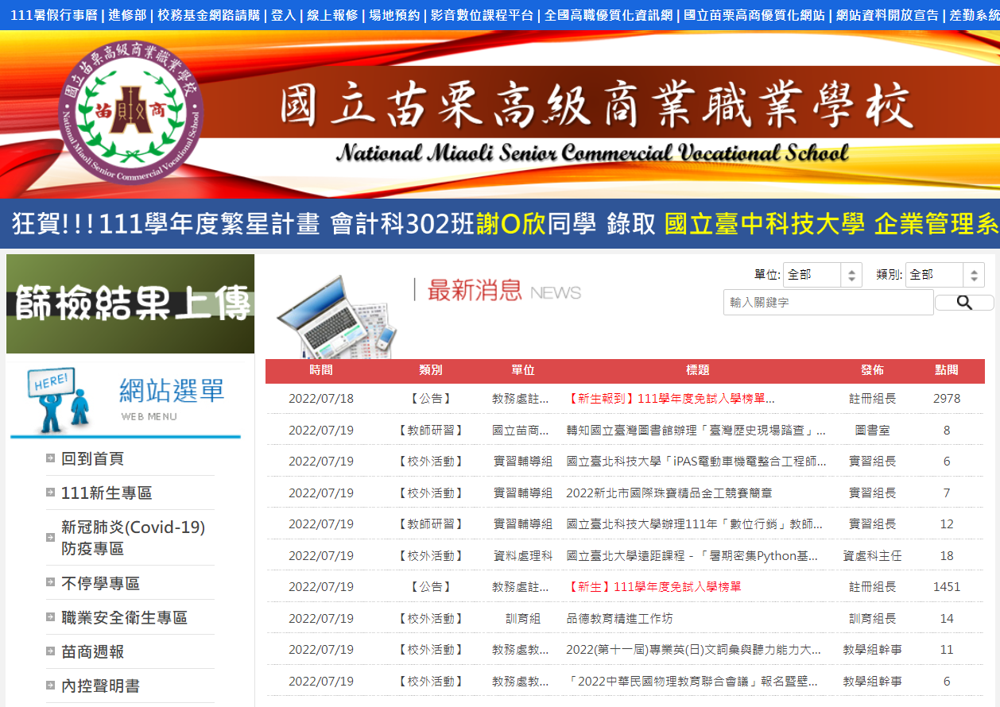 111暑假行事曆 | 進修部 | 校務基金網路請購 | 登入 | 線上報修 | 場地預約 | 影音數位課程平台 | 全國高職優質化資訊網 | 國立苗栗高商優質化網站 | 網站資料開放宣告 | 差勤系統
國立苗栗高級商業職業學校
苗 商
National Miaoli Senior Commercial Vocational School
國立苗栗高級商業職業學校
National Miaoli Senior Commercial Vocational School
狂賀!!!111學年度繁星計畫 會計科302班謝O欣同學 錄取 國立臺中科技大學 企業管理系
篩檢結果上傳
HERE!
網站選單
WEB MENU
回到首頁
111新生專區
新冠肺炎(Covid-19)
防疫專區
不停學專區
職業安全衛生專區
苗商週報
內控聲明書
最新消息 NEWS
單位: 全部 類別: 全部
輸入關鍵字
時間 類別 單位 標題 發佈 點閱
2022/07/18 【公告】 教務處註... 【新生報到】111學年度免試入學榜單... 註冊組長 2978
2022/07/19 【教師研習】 國立苗商... 轉知國立臺灣圖書館辦理「臺灣歷史現場踏查」... 圖書室 8
2022/07/19 【校外活動】 實習輔導組 國立臺北科技大學「iPAS電動車機電整合工程師... 實習組長 6
2022/07/19 【校外活動】 實習輔導組 2022新北市國際珠寶精品金工競賽簡章 實習組長 7
2022/07/19 【教師研習】 實習輔導組 國立臺北科技大學辦理111年「數位行銷」教師... 實習組長 12
2022/07/19 【校外活動】 資料處理科 國立臺北大學遠距課程 - 「暑期密集Python基... 資處科主任 18
2022/07/19 【公告】 教務處註... 【新生】111學年度免試入學榜單 註冊組長 1451
2022/07/19 【校外活動】 訓育組 品德教育精進工作坊 訓育組長 14
2022/07/19 【校外活動】 教務處教... 2022(第十一屆)專業英(日)文詞彙與聽力能力大... 教學組幹事 11
2022/07/19 【校外活動】 教務處教... 「2022中華民國物理教育聯合會議」報名暨壁... 教學組幹事 6